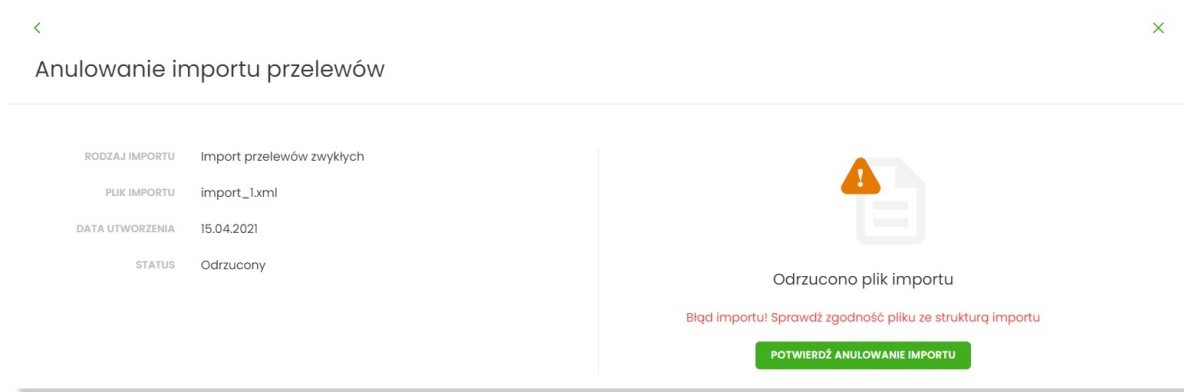 Anulowanie importu przelewów
RODZAJ IMPORTU Import przelewów zwykłych
PLIK IMPORTU import_1.xml
DATA UTWORZENIA 15.04.2021
STATUS Odrzucony
Odrzucono plik importu
Błąd importu! Sprawdź zgodność pliku ze strukturą importu
POTWIERDŹ ANULOWANIE IMPORTU